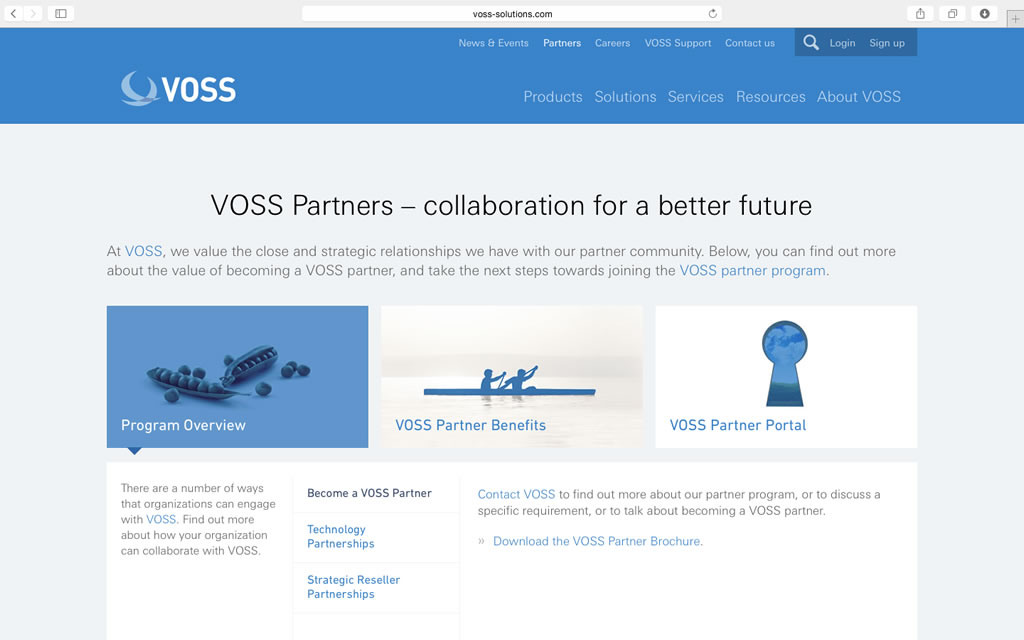 voss-solutions.com
News & Events Partners Careers VOSS Support Contact us Login Sign up
VOSS
Products Solutions Services Resources About VOSS
VOSS Partners – collaboration for a better future
At VOSS, we value the close and strategic relationships we have with our partner community. Below, you can find out more
about the value of becoming a VOSS partner, and take the next steps towards joining the VOSS partner program.
Program Overview
VOSS Partner Benefits
VOSS Partner Portal
There are a number of ways
that organizations can engage
with VOSS. Find out more
about how your organization
can collaborate with VOSS.
Become a VOSS Partner
Technology
Partnerships
Strategic Reseller
Partnerships
Contact VOSS to find out more about our partner program, or to discuss a
specific requirement, or to talk about becoming a VOSS partner.
» Download the VOSS Partner Brochure.